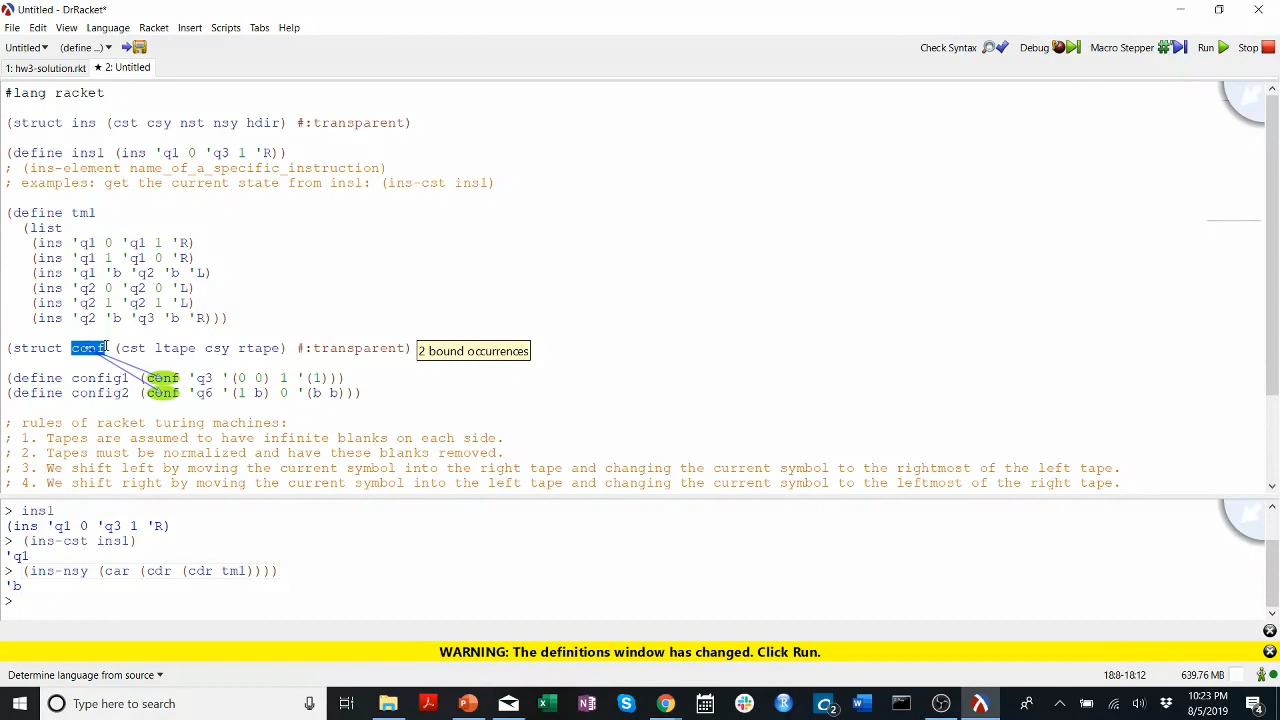 Untitled - DrRacket*
File Edit View Language Racket Insert Scripts Tabs Help
Untitled▾ (define ...)▾ Check Syntax Debug Macro Stepper Run Stop
1: hw3-solution.rkt ★ 2: Untitled
#lang racket
(struct ins (cst csy nst nsy hdir) #:transparent)
(define ins1 (ins 'q1 0 'q3 1 'R))
; (ins-element name_of_a_specific_instruction)
; examples: get the current state from ins1: (ins-cst ins1)
(define tm1
(list
(ins 'q1 0 'q1 1 'R)
(ins 'q1 1 'q1 0 'R)
(ins 'q1 'b 'q2 'b 'L)
(ins 'q2 0 'q2 0 'L)
(ins 'q2 1 'q2 1 'L)
(ins 'q2 'b 'q3 'b 'R)))
(struct conf (cst ltape csy rtape) #:transparent) 2 bound occurrences
(define config1 (conf 'q3 '(0 0) 1 '(1)))
(define config2 (conf 'q6 '(1 b) 0 '(b b)))
; rules of racket turing machines:
; 1. Tapes are assumed to have infinite blanks on each side.
; 2. Tapes must be normalized and have these blanks removed.
; 3. We shift left by moving the current symbol into the right tape and changing the current symbol to the rightmost of the left tape.
; 4. We shift right by moving the current symbol into the left tape and changing the current symbol to the leftmost of the right tape.
> ins1
(ins 'q1 0 'q3 1 'R)
> (ins-cst ins1)
'q1
> (ins-nsy (car (cdr (cdr tm1))))
'b
>
WARNING: The definitions window has changed. Click Run.
Determine language from source▾ 18:8-18:12 639.76 MB
Type here to search
10:23 PM
8/5/2019